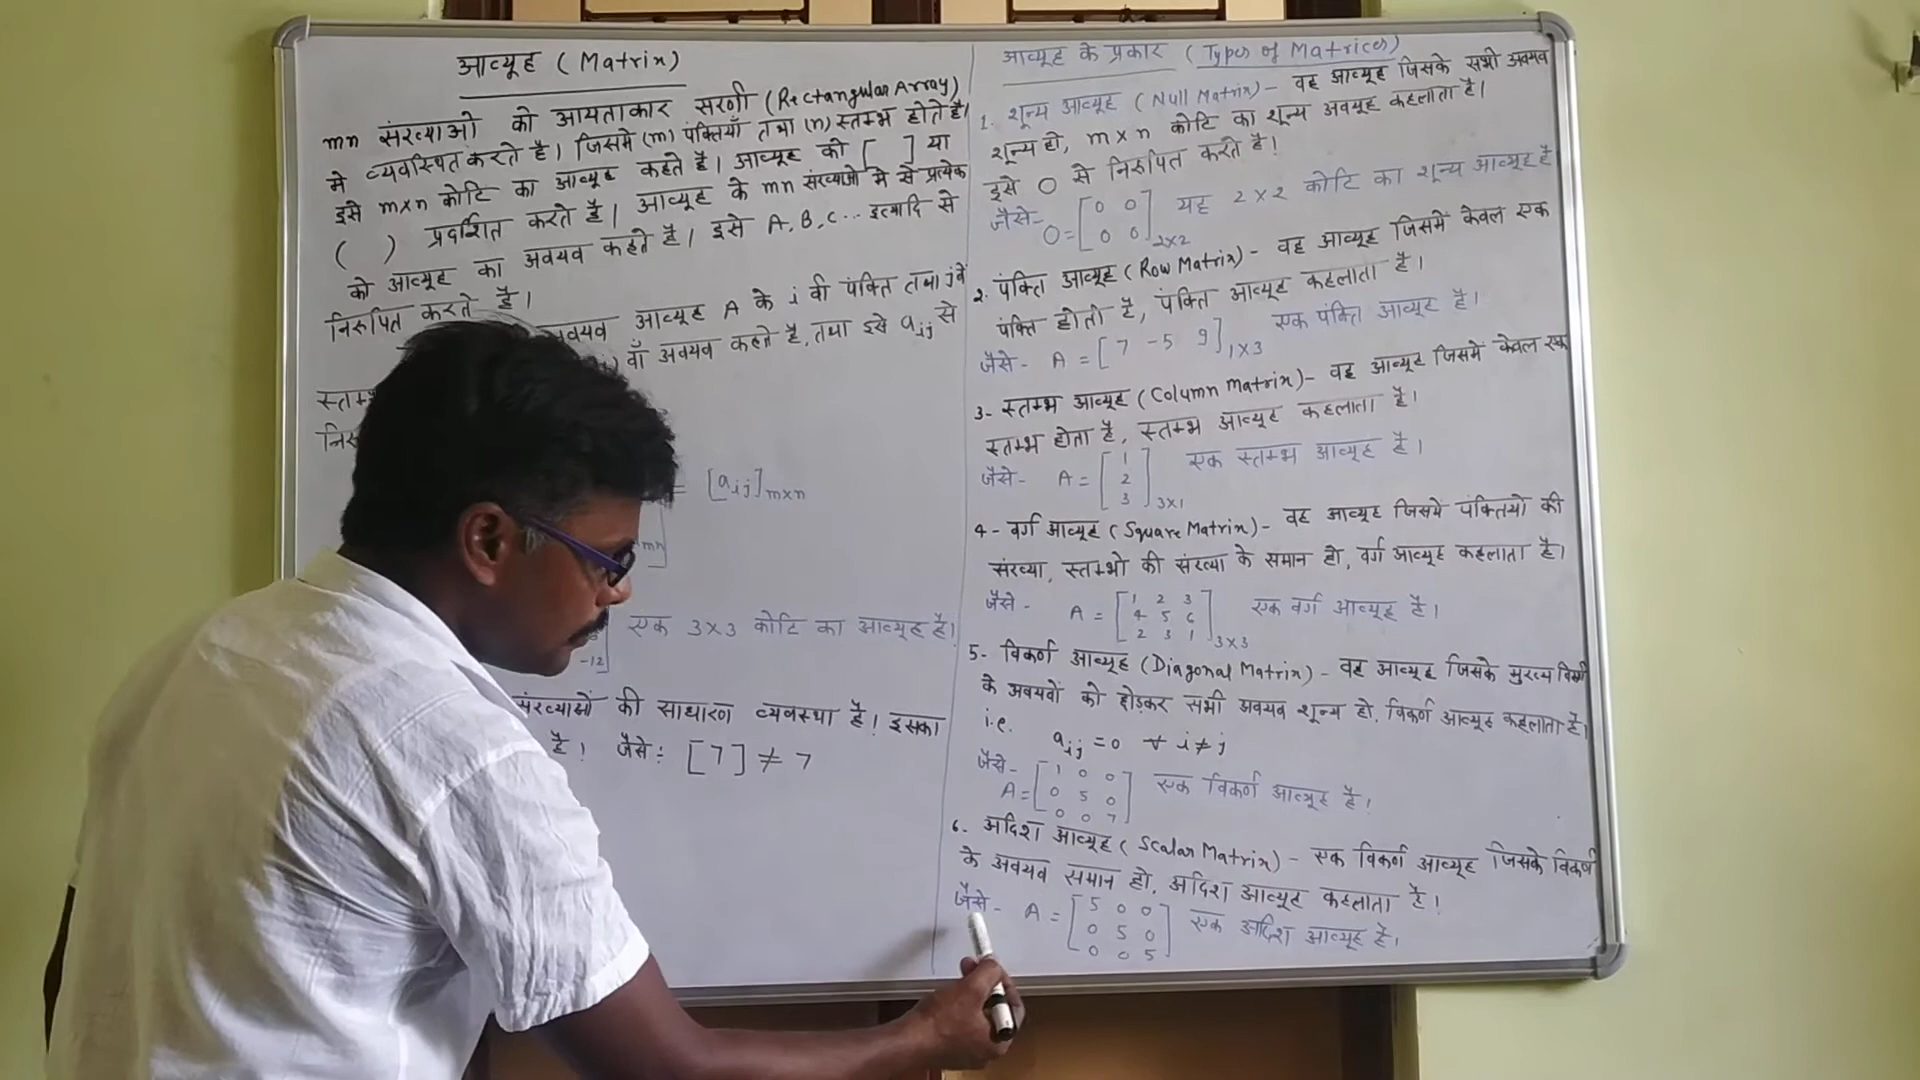 आव्यूह (Matrix)
mn संख्याओं को आयताकार सरणी (Rectangular Array)
मे व्यवस्थित करते है। जिसमे (m) पंक्तियाँ तथा (n) स्तम्भ होते है।
इसे m×n कोटि का आव्यूह कहते है। आव्यूह को [ ] या
( ) प्रदर्शित करते है। आव्यूह के mn संख्याओ मे से प्रत्येक
को आव्यूह का अवयव कहते है। इसे A, B, C... इत्यादि से
निरुपित करते है।
अवयव आव्यूह A के i वी पंक्ति तथा j वें
स्तम्भ वाँ अवयव कहते है, तथा इसे a_ij से
= [a_ij]_m×n
mn
एक 3×3 कोटि का आव्यूह है।
-12
संख्याओं की साधारण व्यवस्था है! इसका
है! जैसे: [7] ≠ 7
आव्यूह के प्रकार (Types of Matrices)
1. शून्य आव्यूह (Null Matrix) - वह आव्यूह जिसके सभी अवयव
शून्य हो, m×n कोटि का शून्य अवयूह कहलाता है।
इसे O से निरुपित करते है।
जैसे- O = [0 0
0 0]2×2 यह 2×2 कोटि का शून्य आव्यूह है
2. पंक्ति आव्यूह (Row Matrix) - वह आव्यूह जिसमें केवल एक
पंक्ति होती है, पंक्ति आव्यूह कहलाता है।
जैसे- A = [7 -5 9]1×3 एक पंक्ति आव्यूह है।
3- स्तम्भ आव्यूह (Column Matrix) - वह आव्यूह जिसमें केवल एक
स्तम्भ होता है, स्तम्भ आव्यूह कहलाता है।
जैसे- A = [1
2
3]3×1 एक स्तम्भ आव्यूह है।
4- वर्ग आव्यूह (Square Matrix) - वह आव्यूह जिसमे पंक्तियो की
संख्या, स्तम्भो की संख्या के समान हो, वर्ग आव्यूह कहलाता है।
जैसे- A = [1 2 3
4 5 6
2 3 1]3×3 एक वर्ग आव्यूह है।
5- विकर्ण आव्यूह (Diagonal Matrix) - वह आव्यूह जिसके मुख्य विकर्ण
के अवयवों को छोड़कर सभी अवयव शून्य हो, विकर्ण आव्यूह कहलाता है।
i.e. a_ij = 0 ∀ i ≠ j
जैसे- A = [1 0 0
0 5 0
0 0 7] एक विकर्ण आव्यूह है।
6- अदिश आव्यूह (Scalar Matrix) - एक विकर्ण आव्यूह जिसके विकर्ण
के अवयव समान हो, अदिश आव्यूह कहलाता है!
जैसे- A = [5 0 0
0 5 0
0 0 5] एक अदिश आव्यूह है।